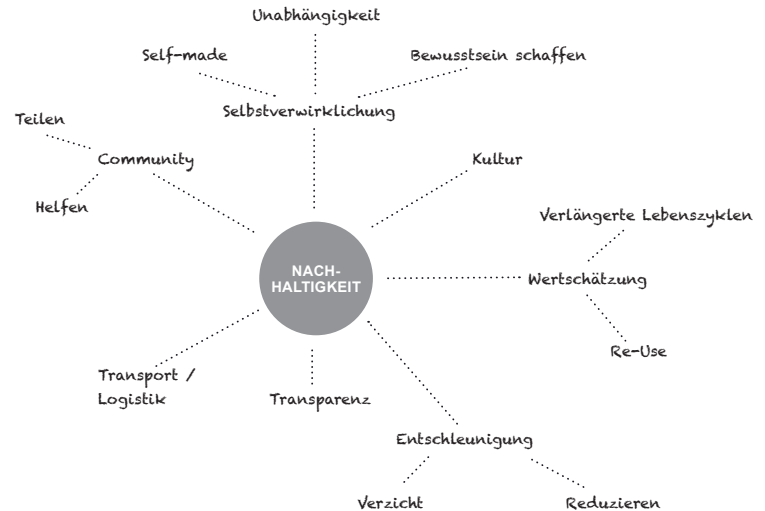 Unabhängigkeit
Self-made
Bewusstsein schaffen
Selbstverwirklichung
Teilen
Community
Kultur
Helfen
Verlängerte Lebenszyklen
NACH-
HALTIGKEIT
Wertschätzung
Re-Use
Transport /
Logistik
Transparenz
Entschleunigung
Verzicht
Reduzieren